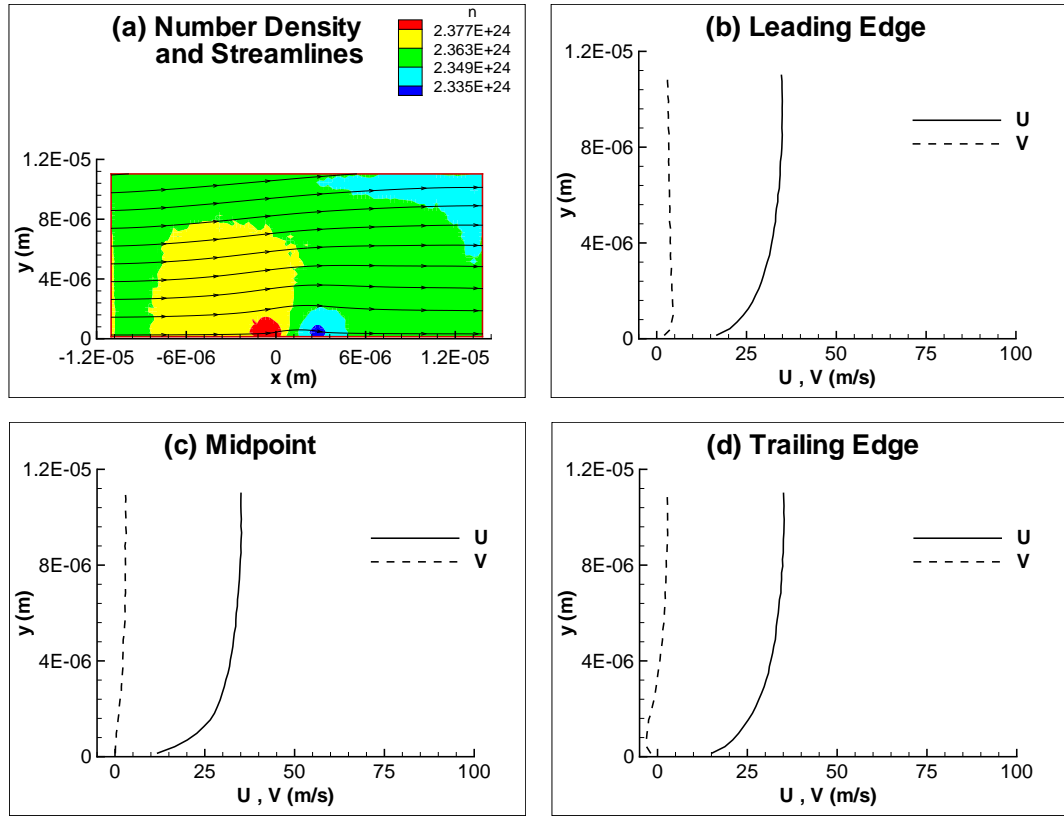 (a) Number Density
and Streamlines
n
2.377E+24
2.363E+24
2.349E+24
2.335E+24
1.2E-05
8E-06
4E-06
0
y (m)
-1.2E-05 -6E-06 0 6E-06 1.2E-05
x (m)
(b) Leading Edge
1.2E-05
8E-06
4E-06
0
y (m)
U
V
0 25 50 75 100
U , V (m/s)
(c) Midpoint
1.2E-05
8E-06
4E-06
0
y (m)
U
V
0 25 50 75 100
U , V (m/s)
(d) Trailing Edge
1.2E-05
8E-06
4E-06
0
y (m)
U
V
0 25 50 75 100
U , V (m/s)